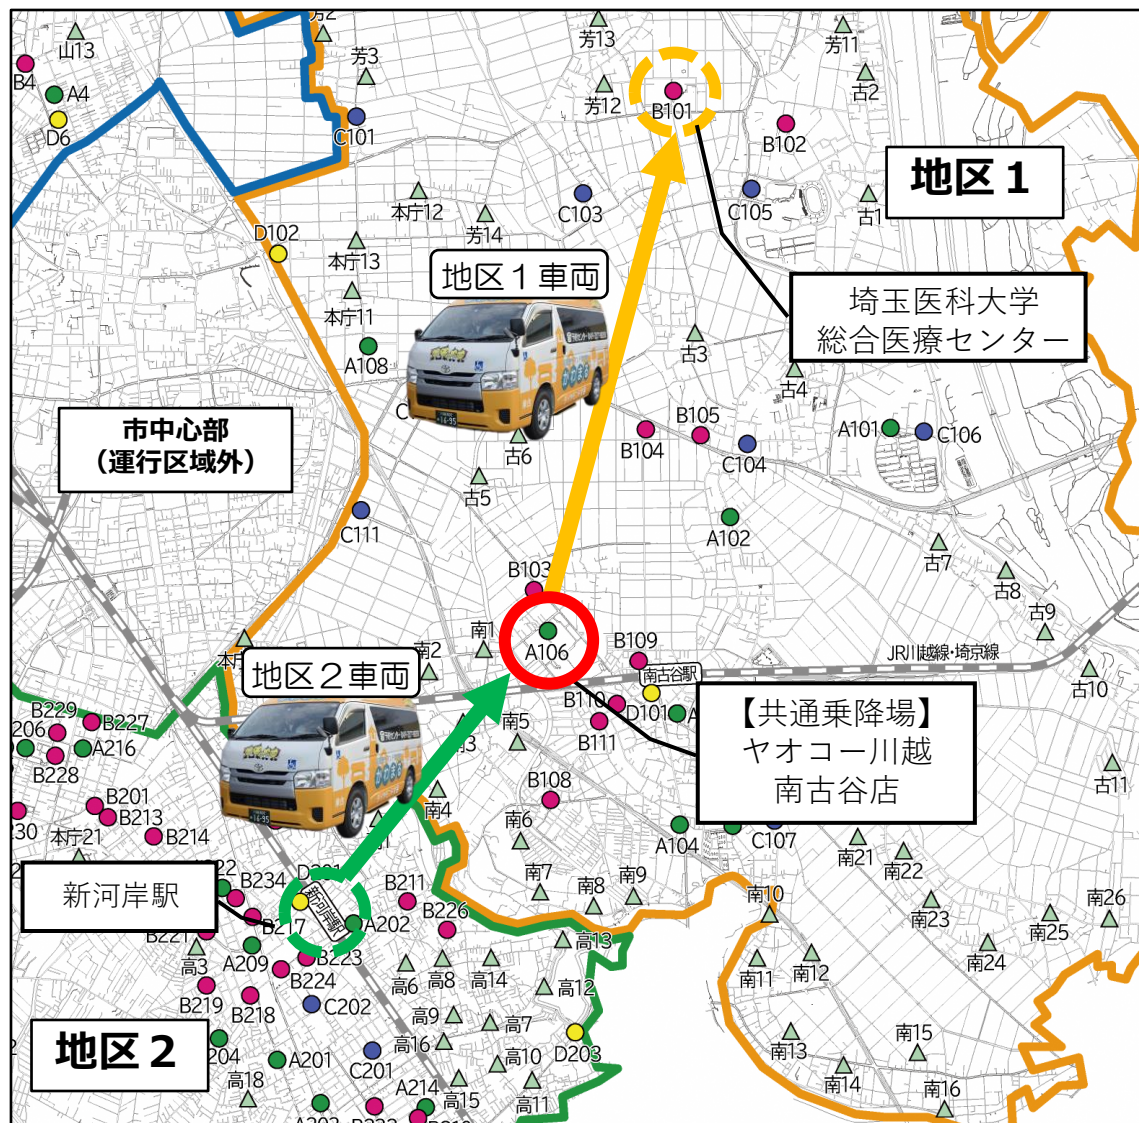 芳2
芳13
芳11
山13
B4
A4
D6
芳3
芳12
B101
古2
C101
B102
地区１
本庁12
C103
C105
古1
芳14
D102
本庁13
地区１車両
埼玉医科大学
総合医療センター
本庁11
A108
古3
古4
市中心部
（運行区域外）
B104
B105
C104
A101
C106
古6
古5
C111
A102
古7
古8
B103
A106
古9
南1
南2
B109
JR川越線・埼京線
南古谷駅
古10
地区２車両
B110
D101
B111
【共通乗降場】
ヤオコー川越
南古谷店
B229
B227
A216
B228
南5
古11
B201
B213
B214
南4
B108
本庁21
南6
A104
C107
南21
南22
新河岸駅
B234
D201
新河岸駅
B211
南7
南8
南9
南10
南23
南26
B217
A202
B226
南25
B221
A209
B223
高13
高3
B224
高6
高8
高14
南11
南12
南24
B219
B218
C202
高12
高9
高7
地区２
A201
C201
高16
D203
南13
南15
高18
高10
南14
A214
高15
高11
南16